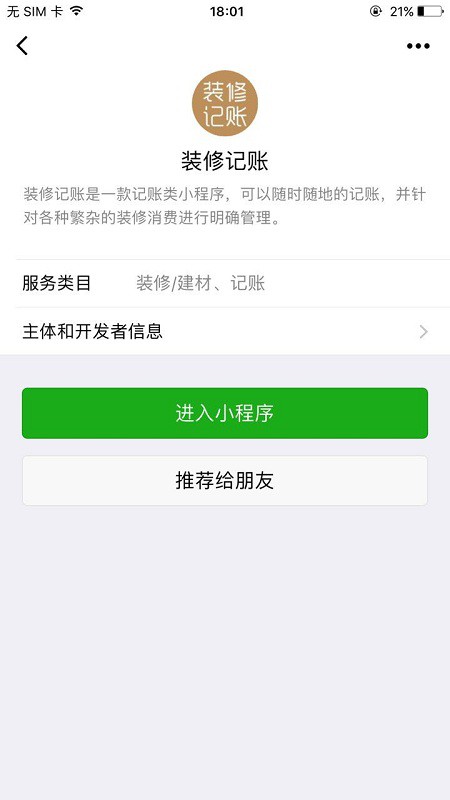 无 SIM 卡 18:01 21%
装修
记账
装修记账
装修记账是一款记账类小程序，可以随时随地的记账，并针
对各种繁杂的装修消费进行明确管理。
服务类目 装修/建材、记账
主体和开发者信息
进入小程序
推荐给朋友